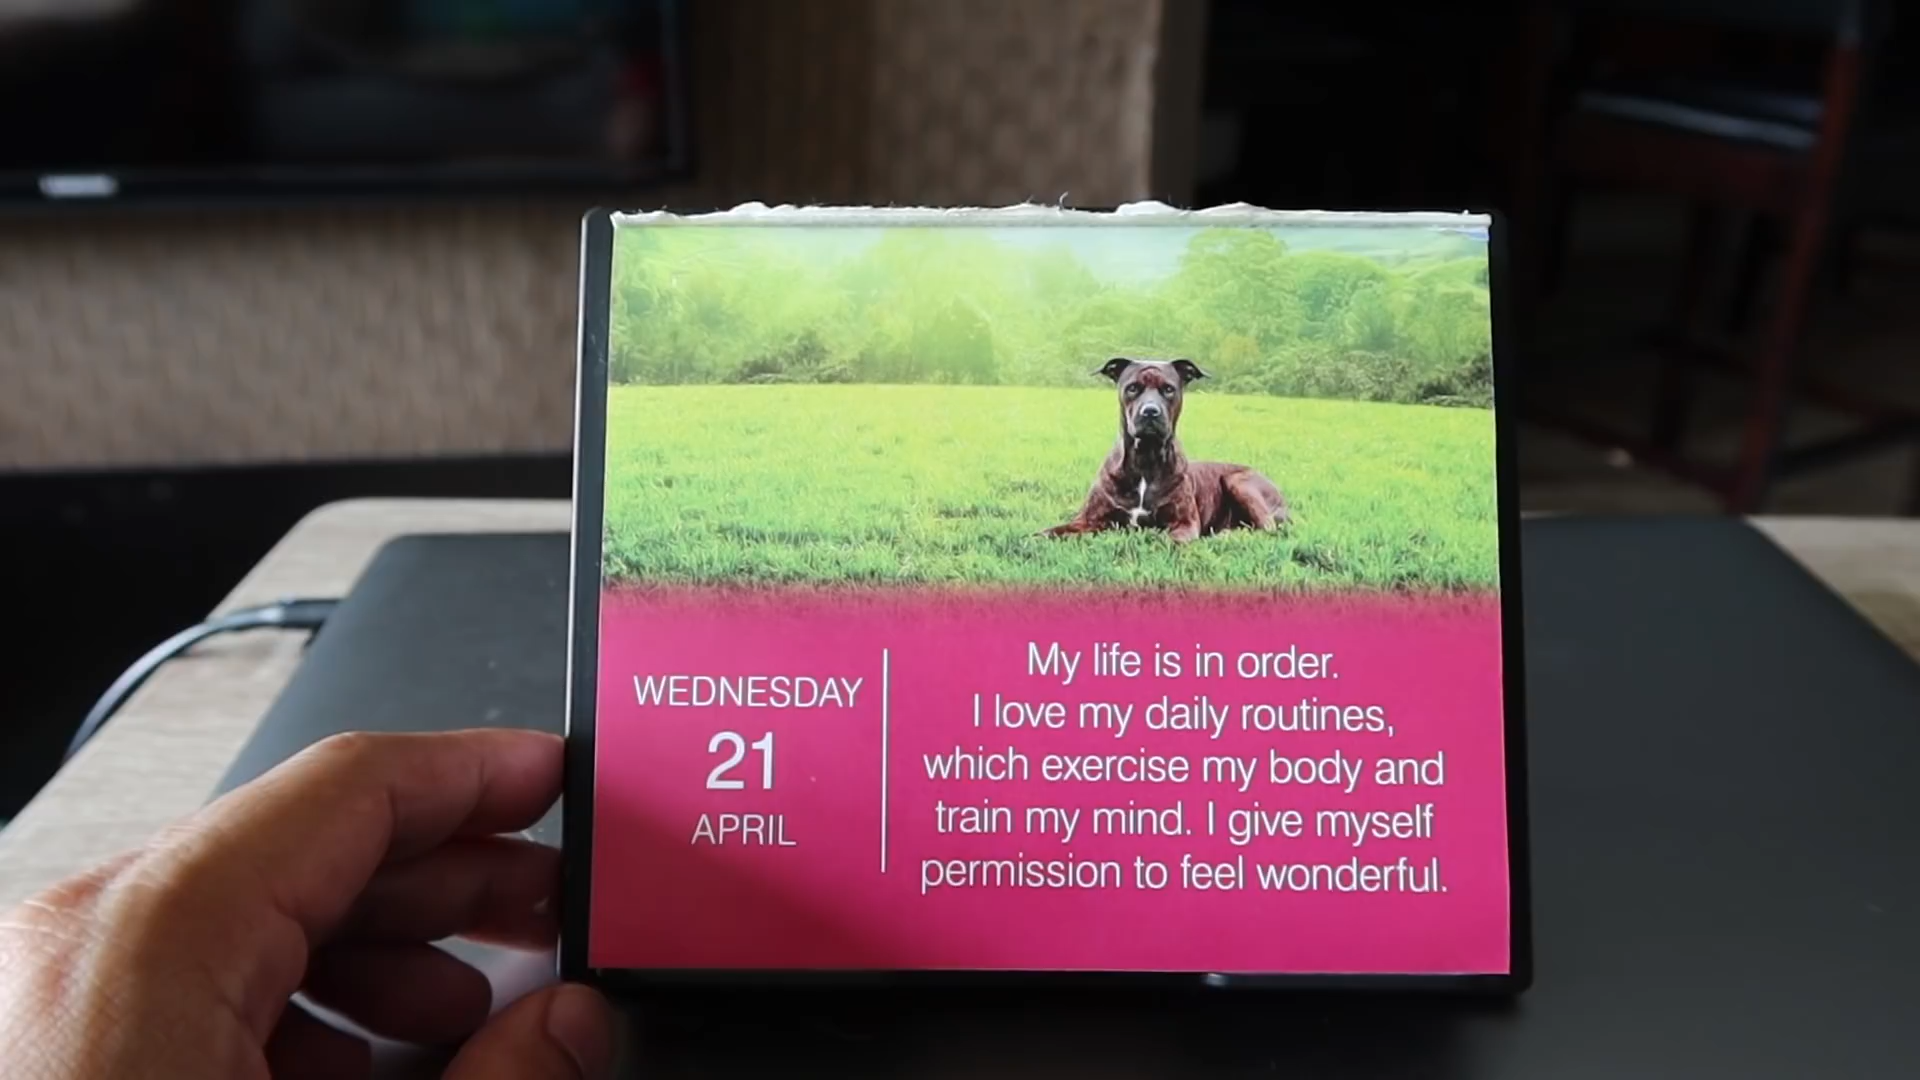 WEDNESDAY
21
APRIL
My life is in order.
I love my daily routines,
which exercise my body and
train my mind. I give myself
permission to feel wonderful.